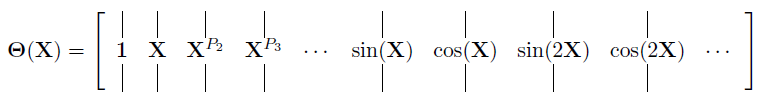 Θ(X) = [ 1 X X^{P_2} X^{P_3} ⋯ sin(X) cos(X) sin(2X) cos(2X) ⋯ ]